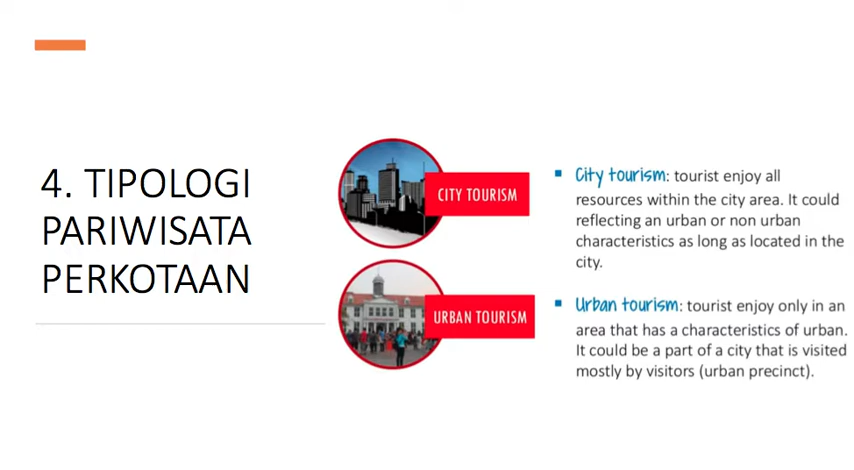 4. TIPOLOGI
PARIWISATA
PERKOTAAN
CITY TOURISM
URBAN TOURISM
City tourism: tourist enjoy all
resources within the city area. It could
reflecting an urban or non urban
characteristics as long as located in the
city.
Urban tourism: tourist enjoy only in an
area that has a characteristics of urban.
It could be a part of a city that is visited
mostly by visitors (urban precinct).